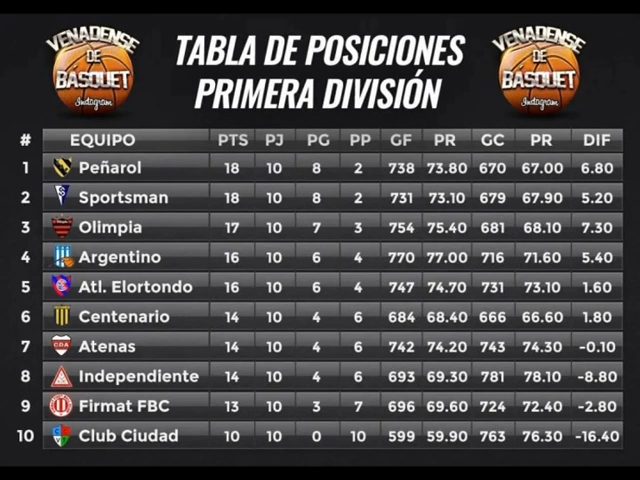 VENADENSE
DE
BASQUET
Instagram
TABLA DE POSICIONES
PRIMERA DIVISIÓN
VENADENSE
DE
BASQUET
Instagram
# EQUIPO PTS PJ PG PP GF PR GC PR DIF
1 Peñarol 18 10 8 2 738 73.80 670 67.00 6.80
2 Sportsman 18 10 8 2 731 73.10 679 67.90 5.20
3 Olimpia 17 10 7 3 754 75.40 681 68.10 7.30
4 Argentino 16 10 6 4 770 77.00 716 71.60 5.40
5 Atl. Elortondo 16 10 6 4 747 74.70 731 73.10 1.60
6 Centenario 14 10 4 6 684 68.40 666 66.60 1.80
7 CDA Atenas 14 10 4 6 742 74.20 743 74.30 -0.10
8 Independiente 14 10 4 6 693 69.30 781 78.10 -8.80
9 Firmat FBC 13 10 3 7 696 69.60 724 72.40 -2.80
10 Club Ciudad 10 10 0 10 599 59.90 763 76.30 -16.40